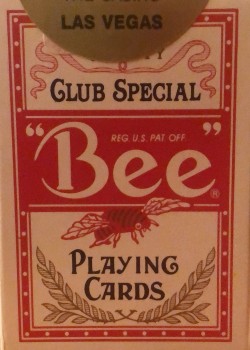 LAS VEGAS
CLUB SPECIAL
REG. U.S. PAT. OFF.
"Bee"®
PLAYING
CARDS